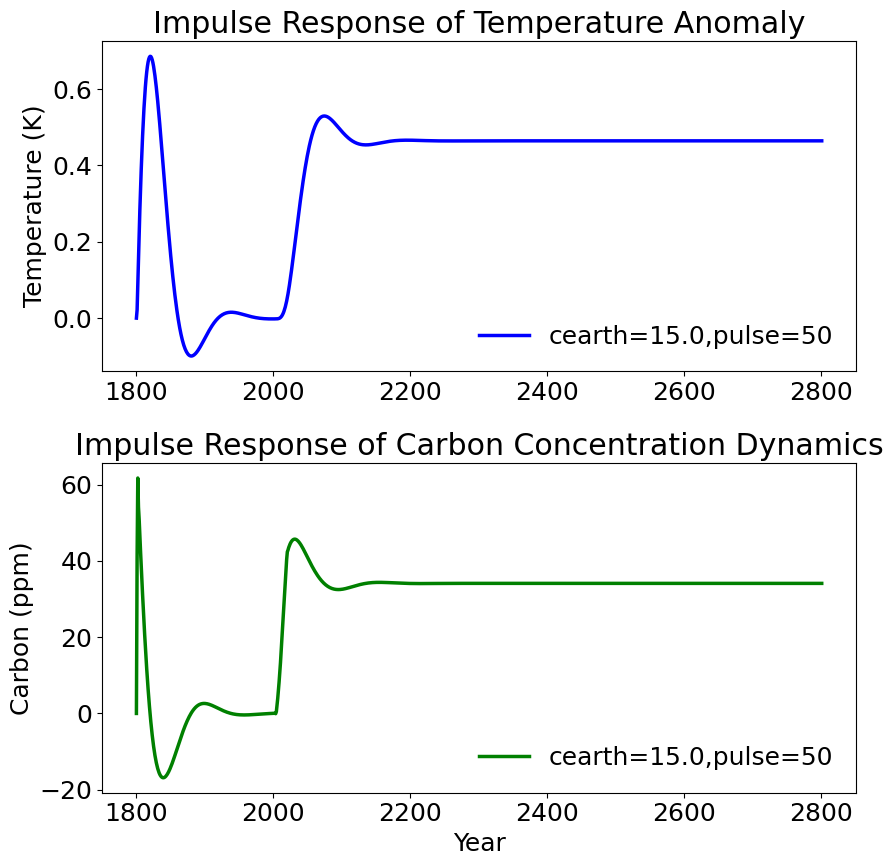 Impulse Response of Temperature Anomaly
Temperature (K)
0.6
0.4
0.2
0.0
cearth=15.0,pulse=50
1800 2000 2200 2400 2600 2800
Impulse Response of Carbon Concentration Dynamics
Carbon (ppm)
60
40
20
0
−20
cearth=15.0,pulse=50
1800 2000 2200 2400 2600 2800
Year